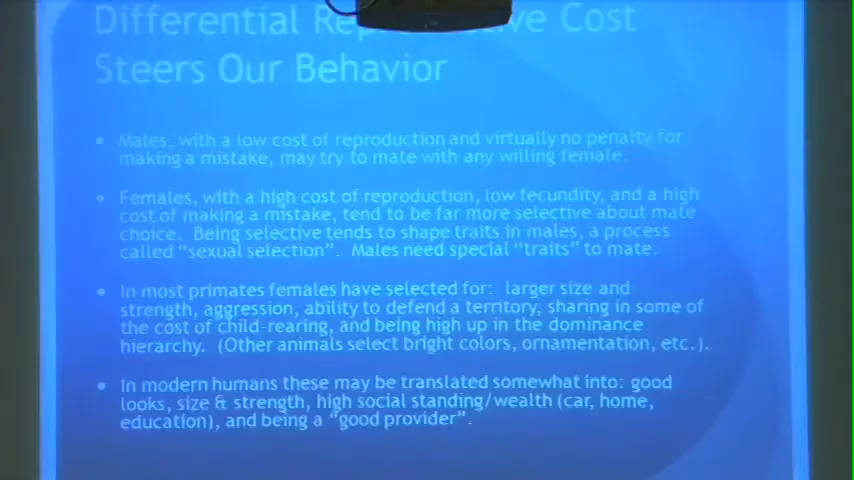 Differential Reproductive Cost
Steers Our Behavior
• Males, with a low cost of reproduction and virtually no penalty for
making a mistake, may try to mate with any willing female.
• Females, with a high cost of reproduction, low fecundity, and a high
cost of making a mistake, tend to be far more selective about mate
choice. Being selective tends to shape traits in males, a process
called “sexual selection”. Males need special “traits” to mate.
• In most primates females have selected for: larger size and
strength, aggression, ability to defend a territory, sharing in some of
the cost of child-rearing, and being high up in the dominance
hierarchy. (Other animals select bright colors, ornamentation, etc.).
• In modern humans these may be translated somewhat into: good
looks, size & strength, high social standing/wealth (car, home,
education), and being a “good provider”.